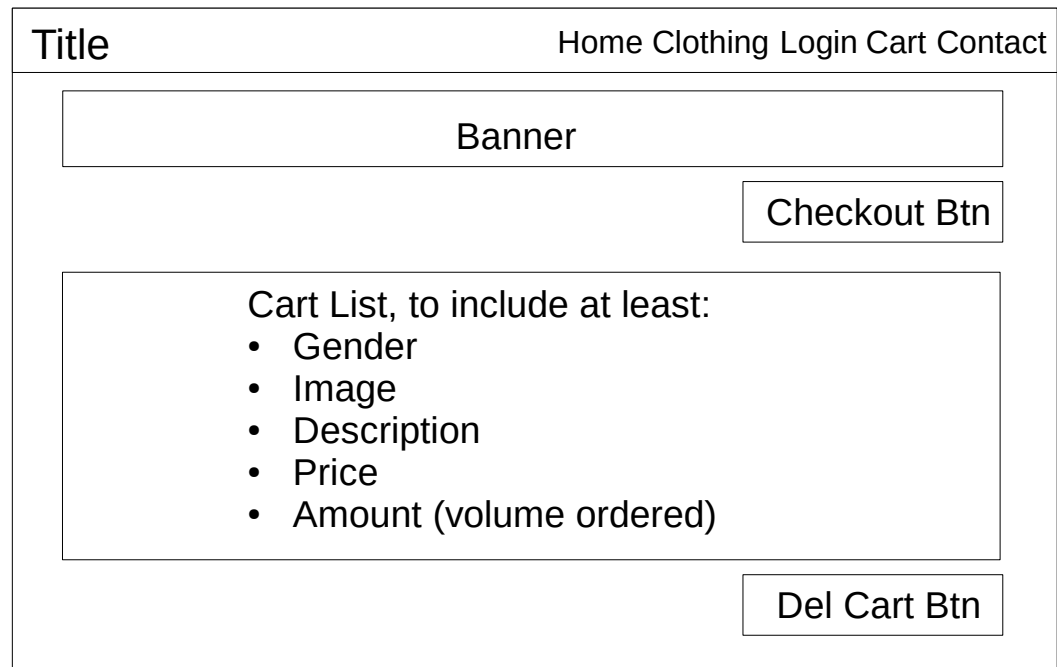 Title
Home Clothing Login Cart Contact
Banner
Checkout Btn
Cart List, to include at least:
• Gender
• Image
• Description
• Price
• Amount (volume ordered)
Del Cart Btn